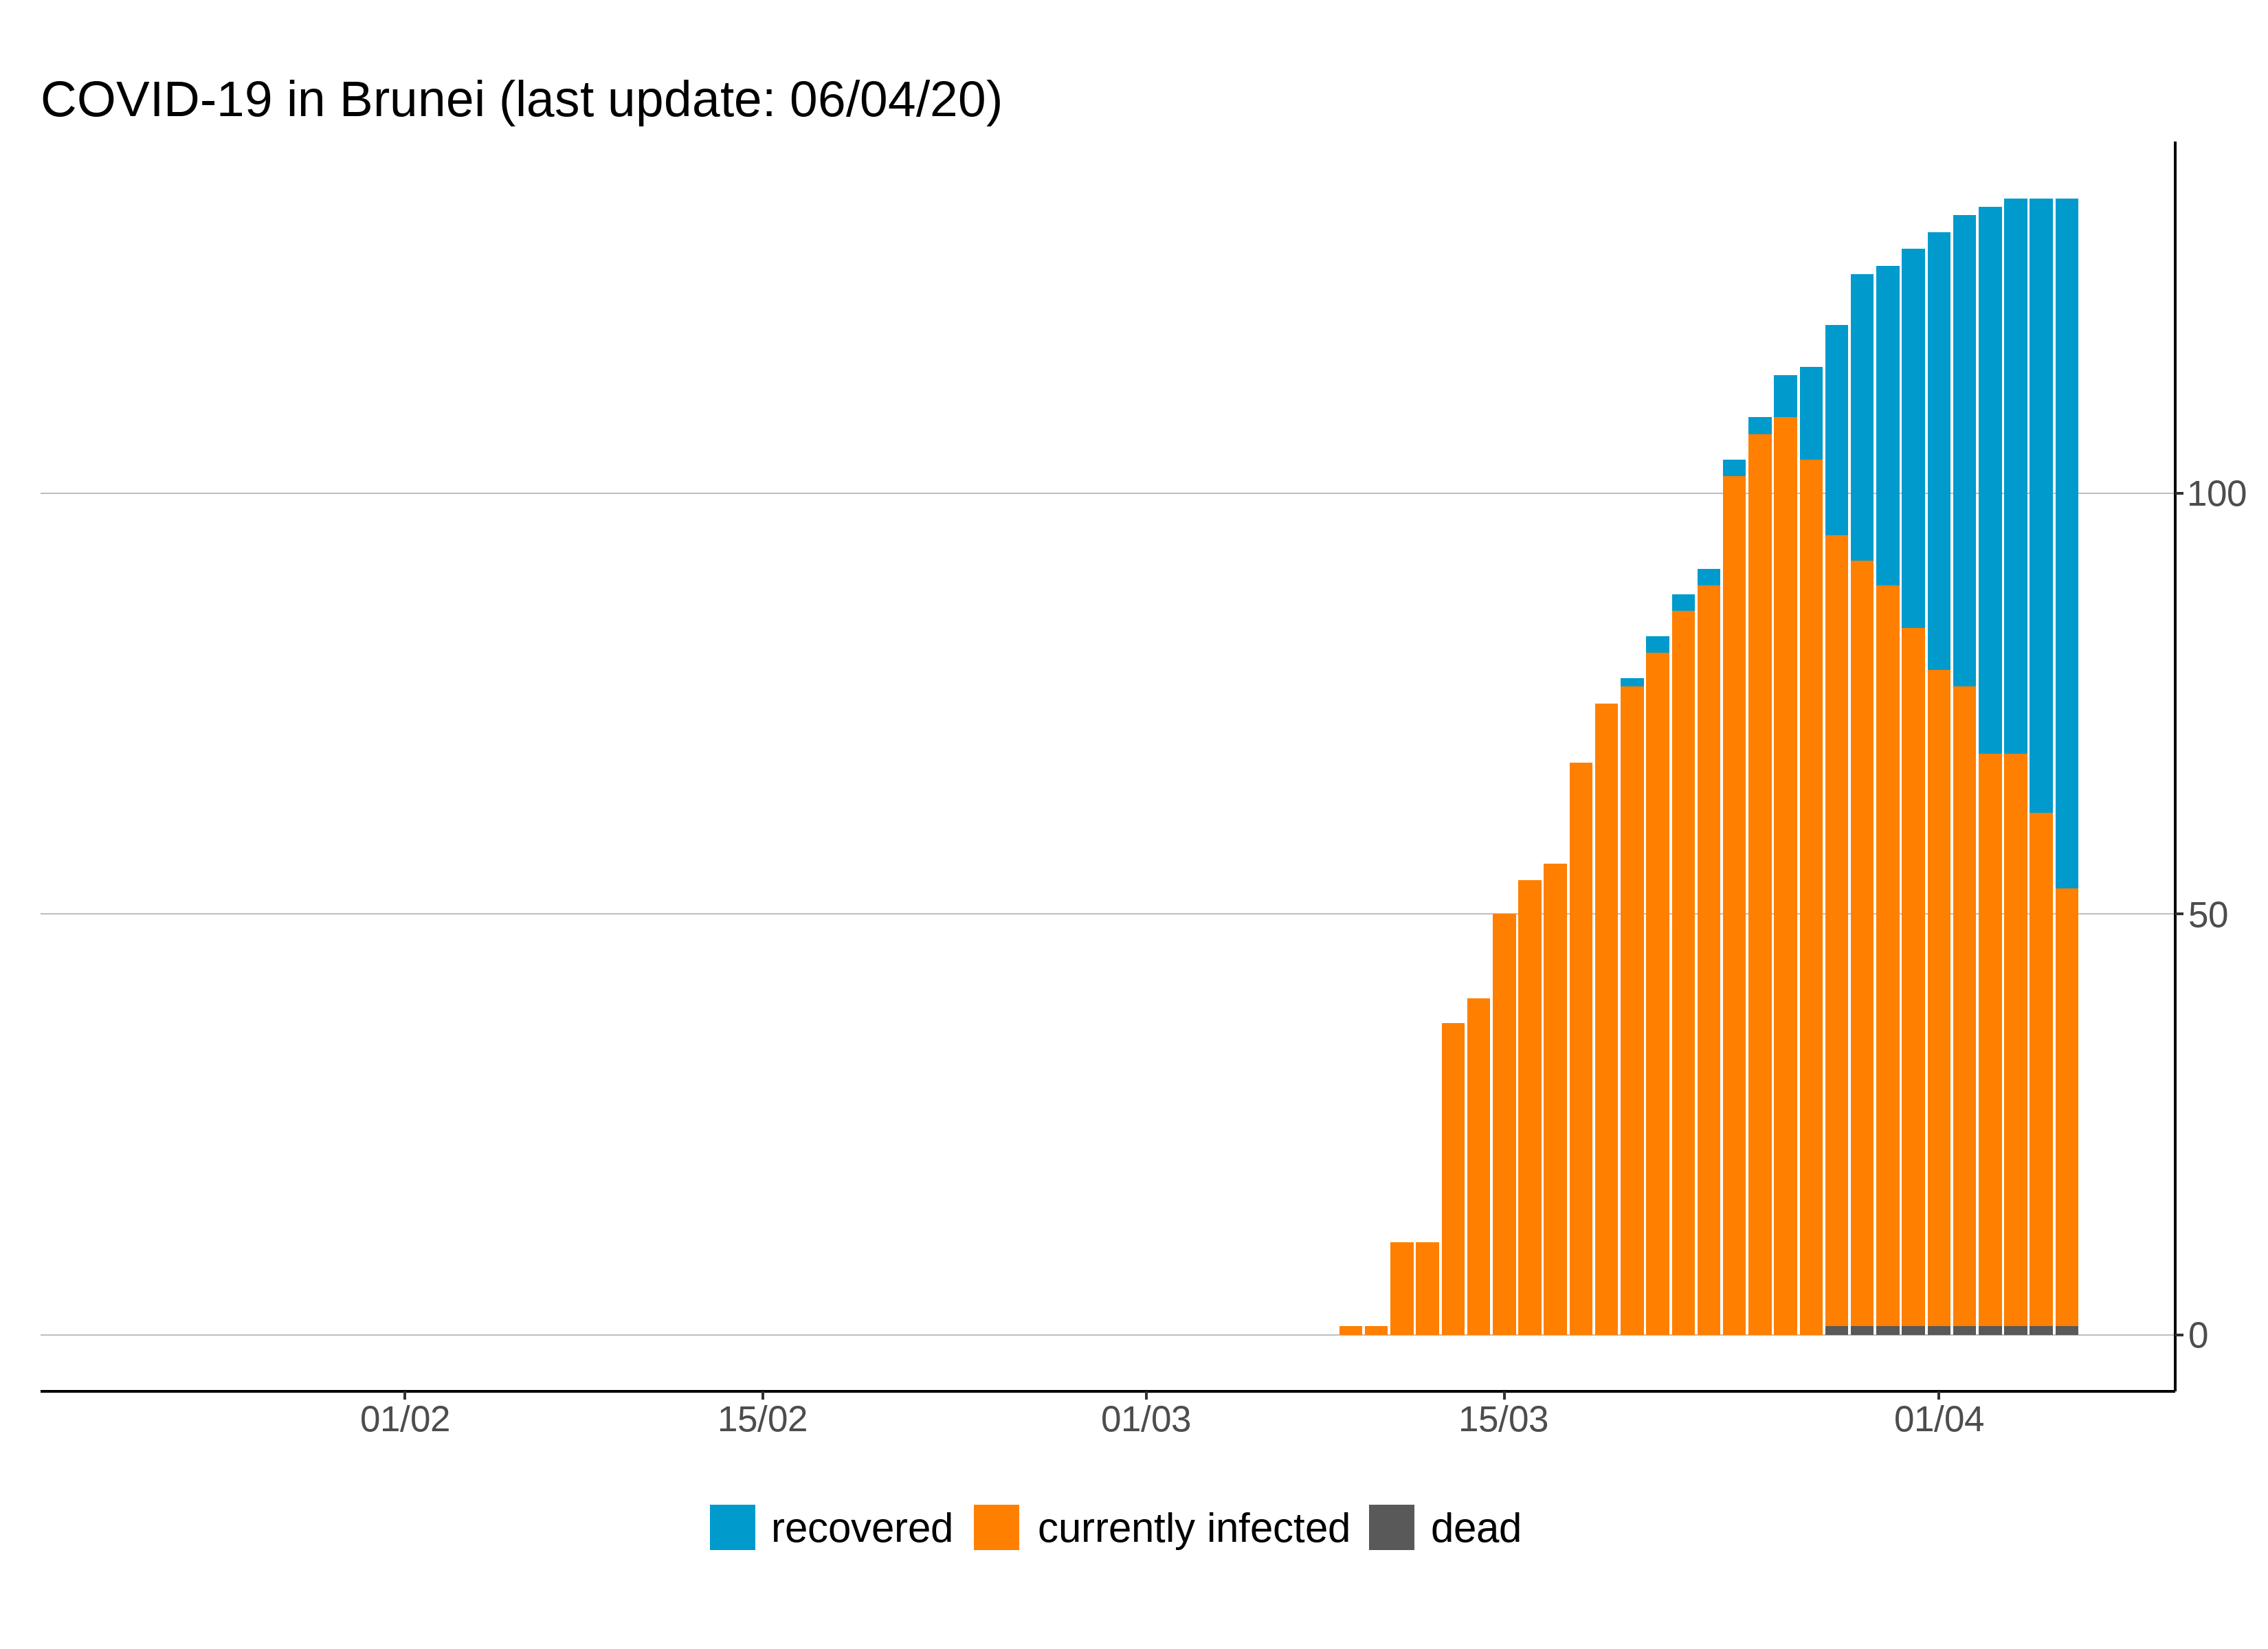 COVID-19 in Brunei (last update: 06/04/20)
100
50
0
01/02 15/02 01/03 15/03 01/04
recovered currently infected dead